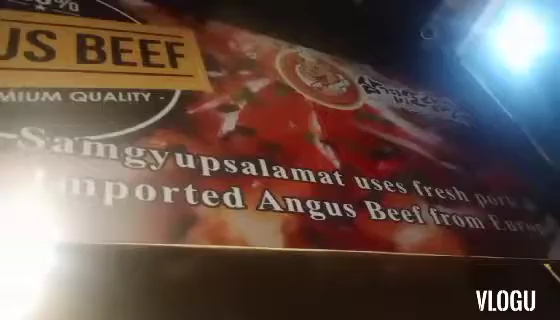 US BEEF
MIUM QUALITY -
Samgyupsalamat uses fresh pork
Imported Angus Beef from
VLOGU